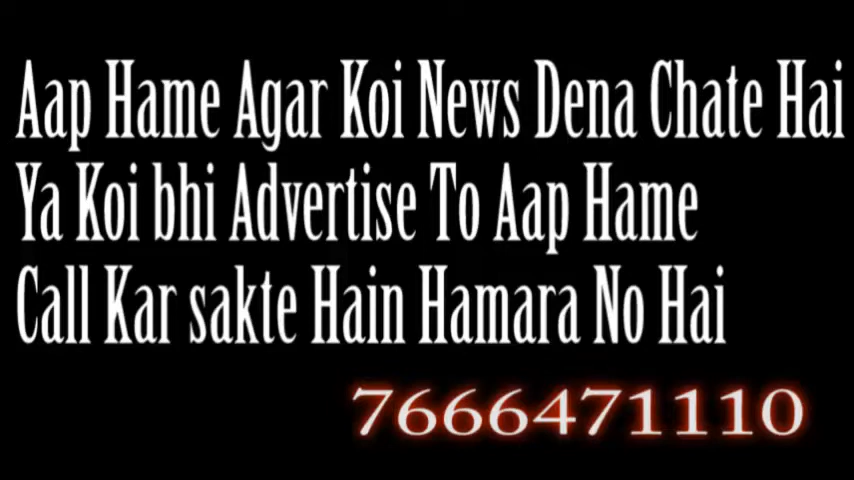 Aap Hame Agar Koi News Dena Chate Hai
Ya Koi bhi Advertise To Aap Hame
Call Kar sakte Hain Hamara No Hai
7666471110